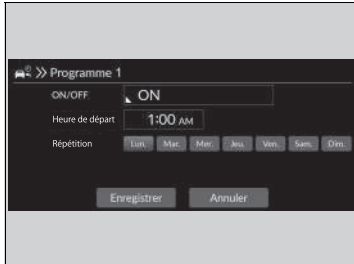 Programme 1
ON/OFF ON
Heure de départ 1:00 AM
Répétition Lun. Mar. Mer. Jeu. Ven. Sam. Dim.
Enregistrer Annuler